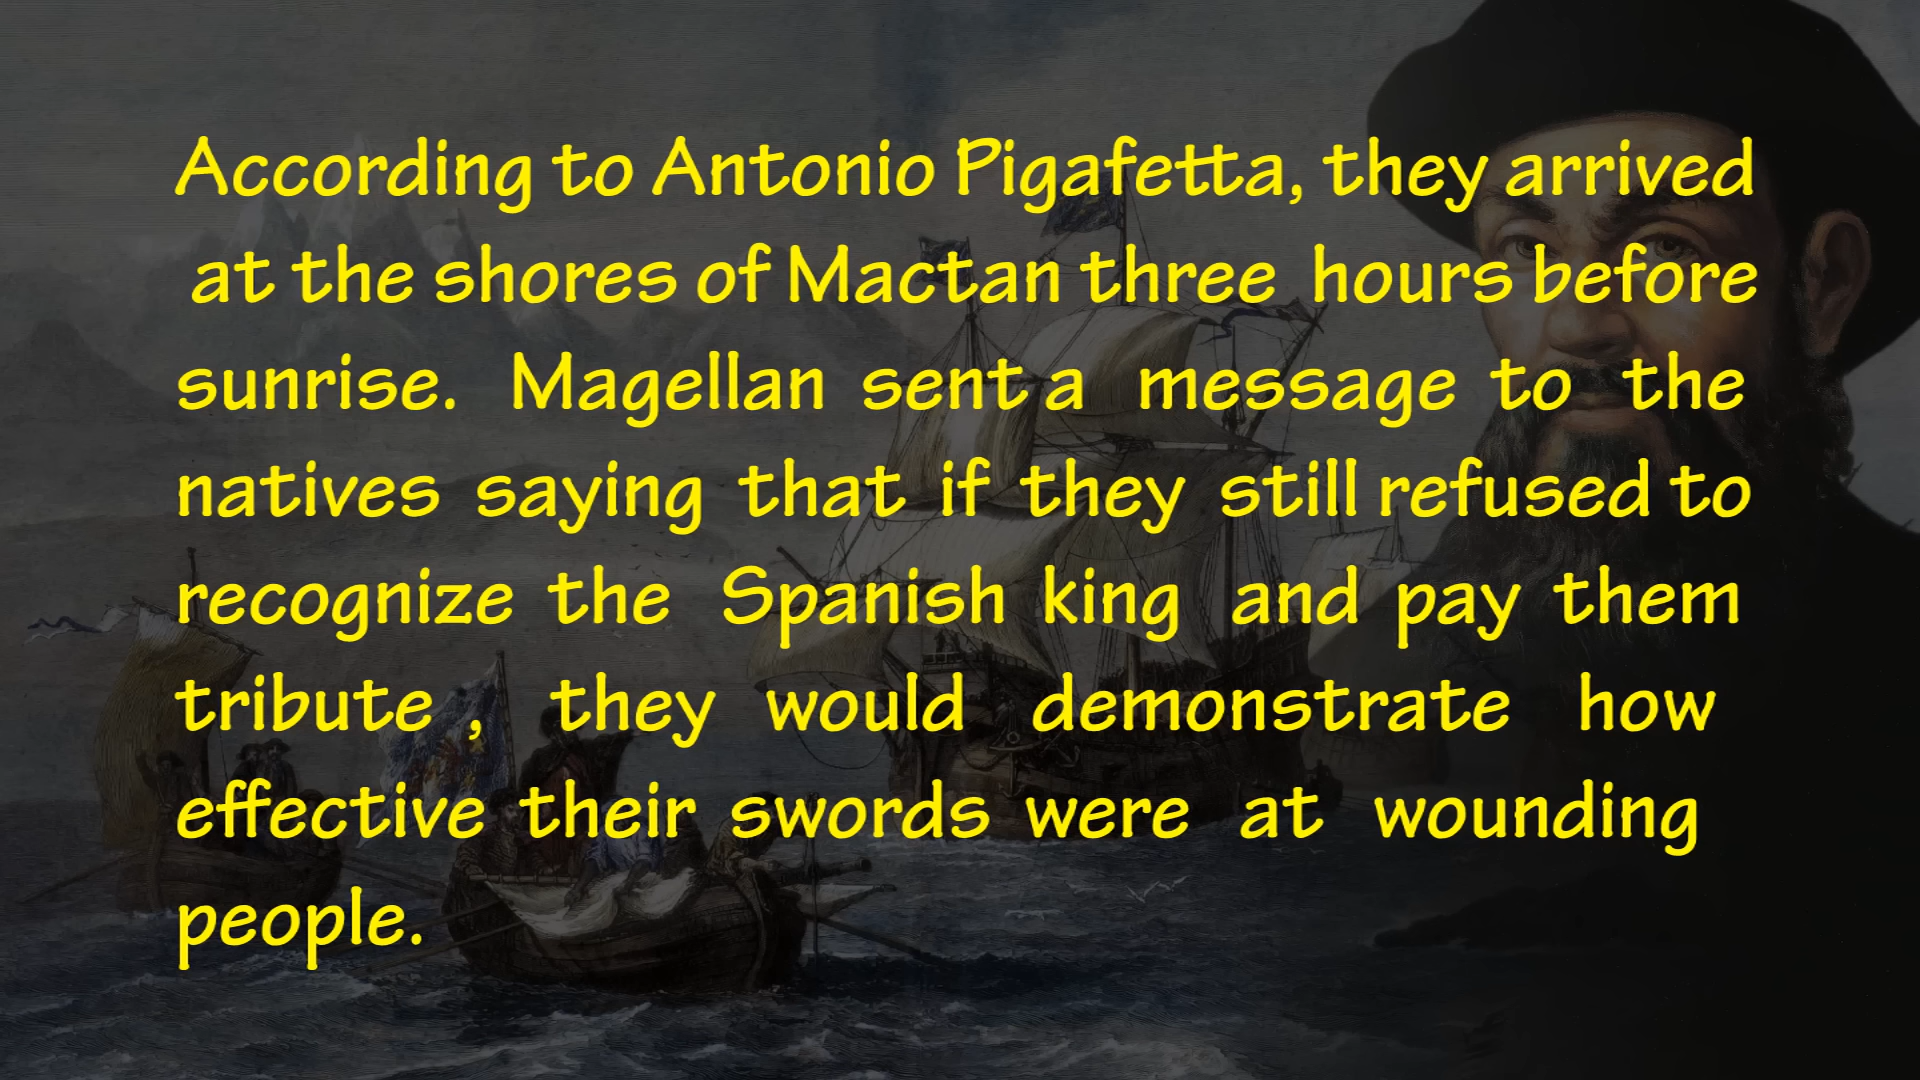 According to Antonio Pigafetta, they arrived
at the shores of Mactan three hours before
sunrise. Magellan sent a message to the
natives saying that if they still refused to
recognize the Spanish king and pay them
tribute , they would demonstrate how
effective their swords were at wounding
people.